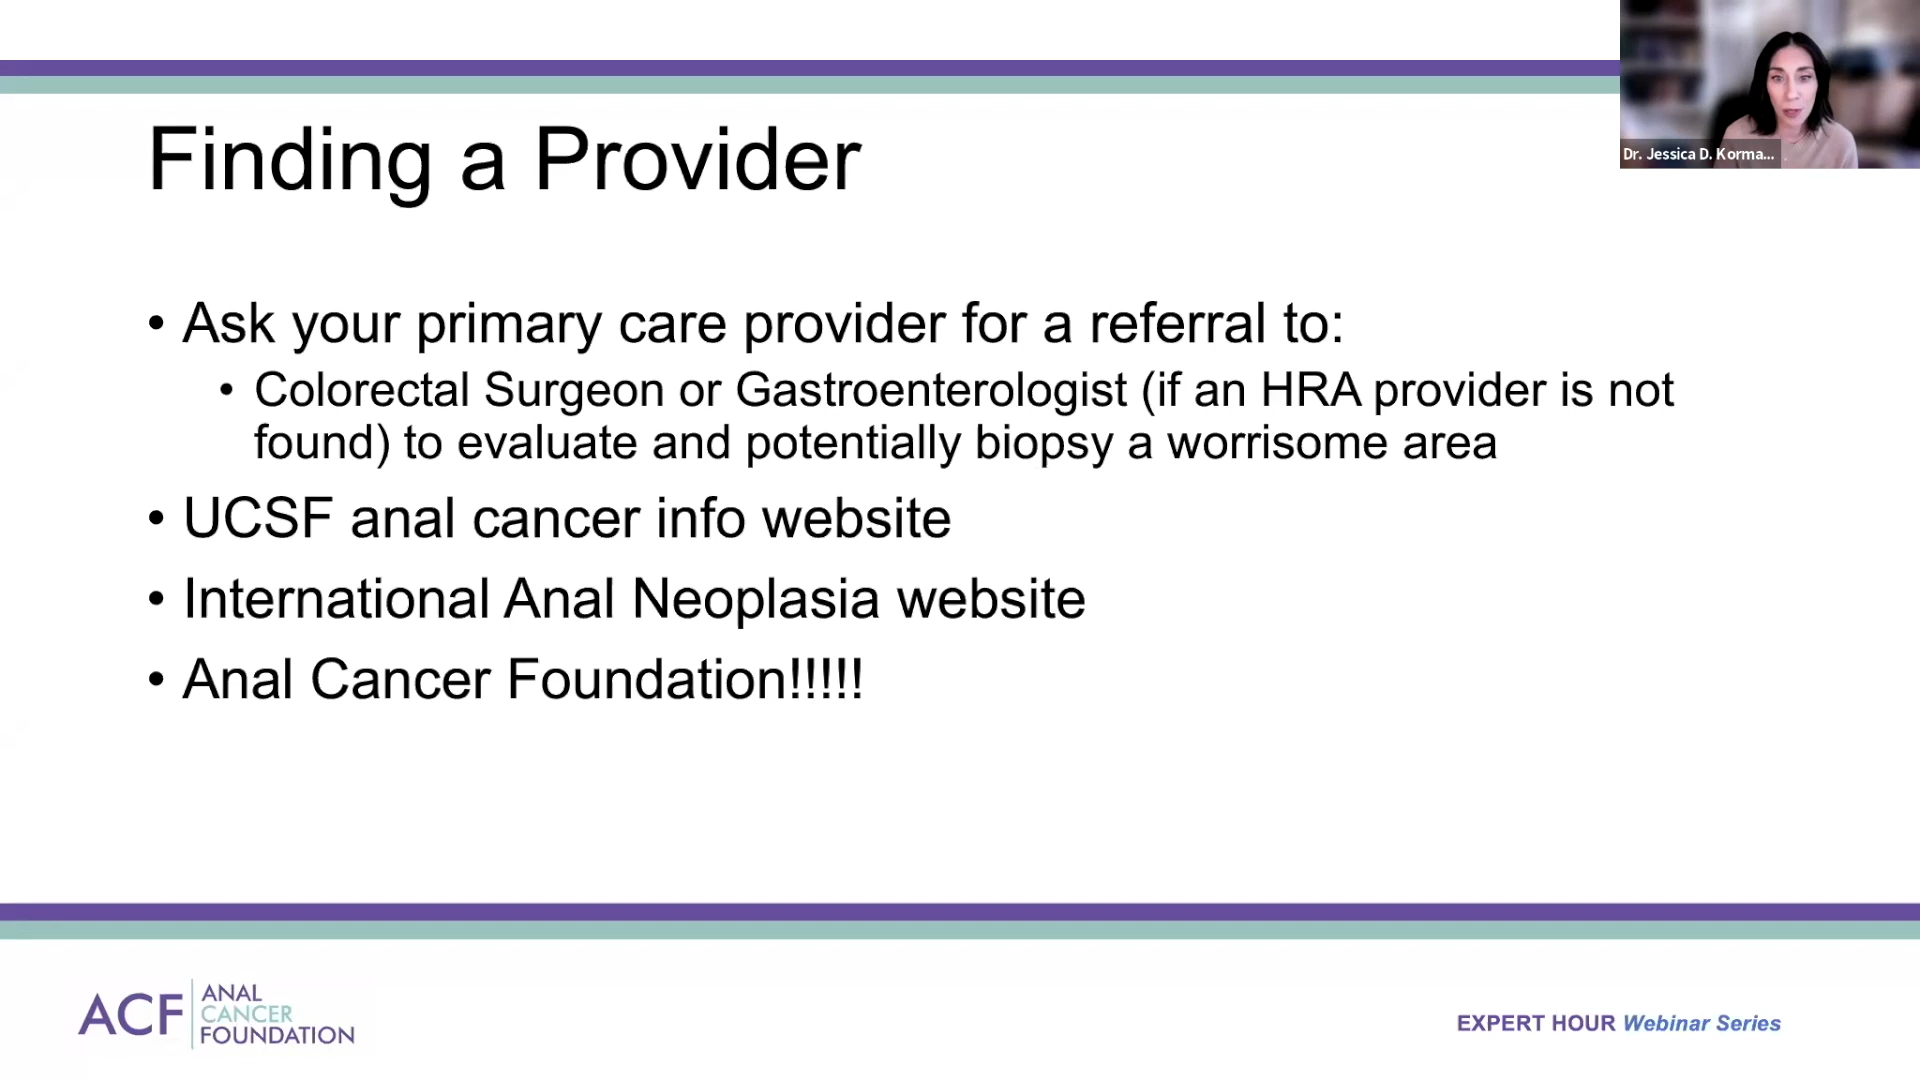 Dr. Jessica D. Korma...
Finding a Provider
• Ask your primary care provider for a referral to:
• Colorectal Surgeon or Gastroenterologist (if an HRA provider is not
found) to evaluate and potentially biopsy a worrisome area
• UCSF anal cancer info website
• International Anal Neoplasia website
• Anal Cancer Foundation!!!!!
ACF
ANAL
CANCER
FOUNDATION
EXPERT HOUR Webinar Series